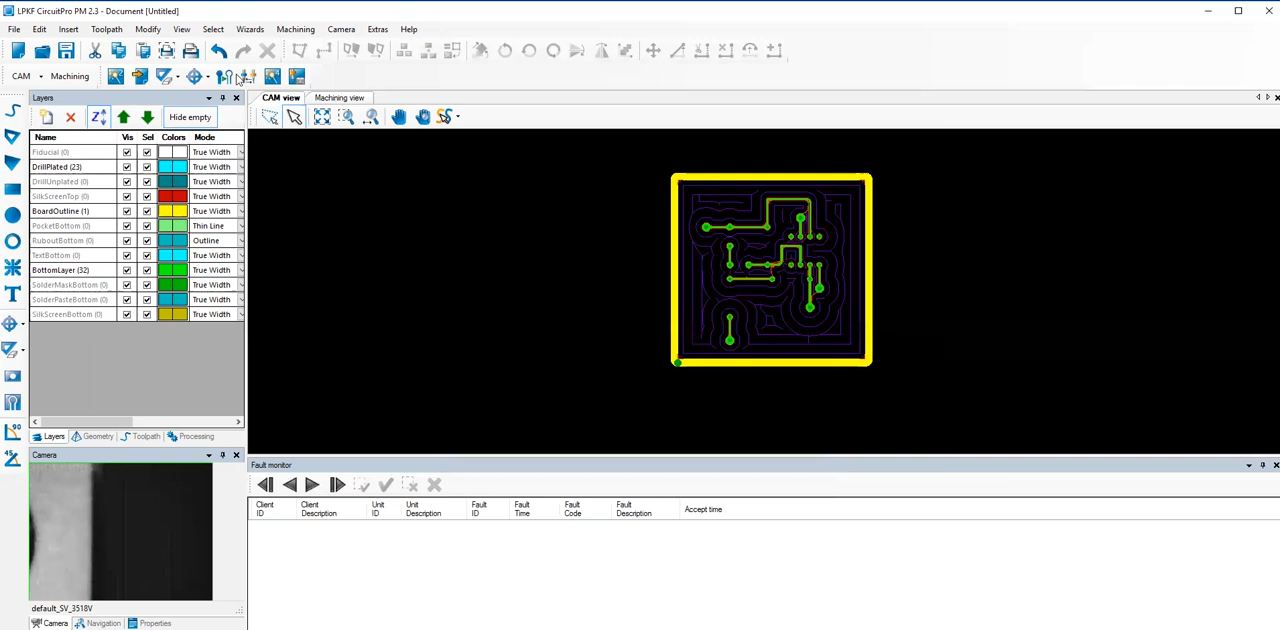 LPKF CircuitPro PM 2.3 - Document [Untitled]
File Edit Insert Toolpath Modify View Select Wizards Machining Camera Extras Help
CAM Machining
Layers
CAM view Machining view
Hide empty
Name Vis Sel Colors Mode
Fiducial (0) True Width
DrillPlated (23) True Width
DrillUnplated (0) True Width
SilkScreenTop (0) True Width
BoardOutline (1) True Width
PocketBottom (0) Thin Line
RuboutBottom (0) Outline
TextBottom (0) True Width
BottomLayer (32) True Width
SolderMaskBottom (0) True Width
SolderPasteBottom (0) True Width
SilkScreenBottom (0) True Width
Layers Geometry Toolpath Processing
Camera
default_SV_3518V
Camera Navigation Properties
Fault monitor
Client ID Client Description Unit ID Unit Description Fault ID Fault Time Fault Code Fault Description Accept time
T
90
45